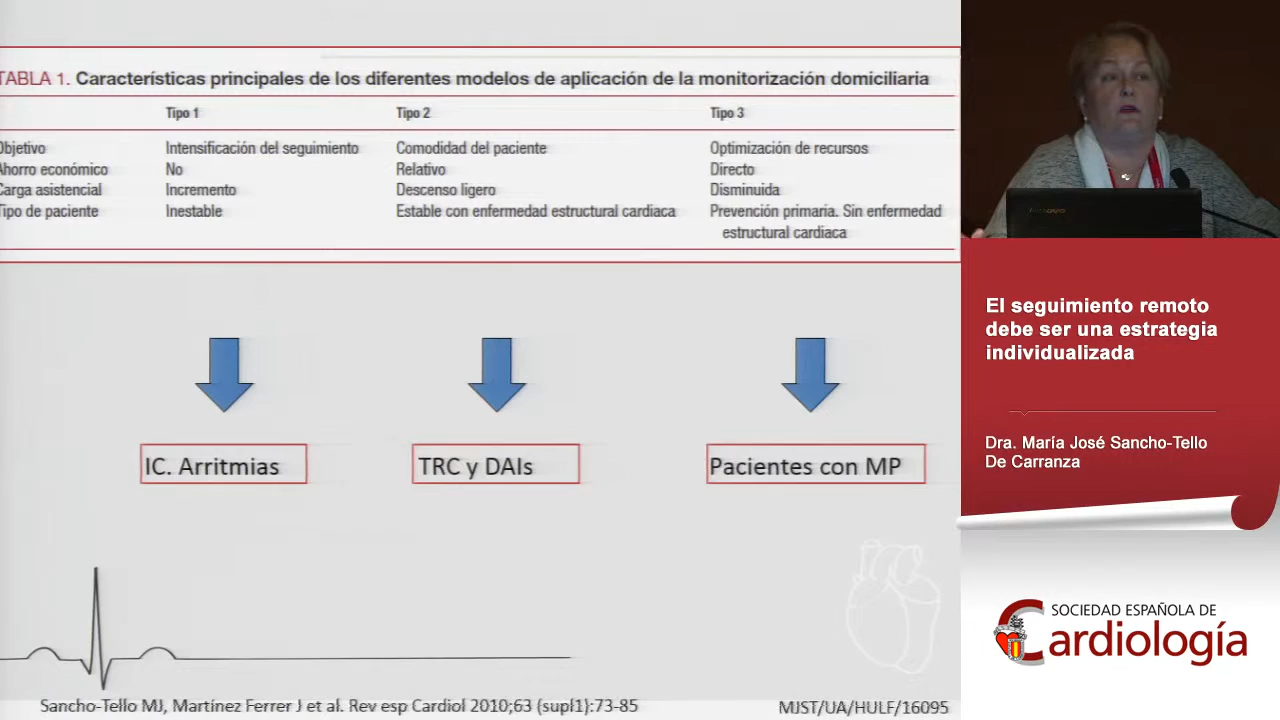 TABLA 1. Características principales de los diferentes modelos de aplicación de la monitorización domiciliaria
Tipo 1 Tipo 2 Tipo 3
Objetivo Intensificación del seguimiento Comodidad del paciente Optimización de recursos
Ahorro económico No Relativo Directo
Carga asistencial Incremento Descenso ligero Disminuida
Tipo de paciente Inestable Estable con enfermedad estructural cardiaca Prevención primaria. Sin enfermedad
estructural cardiaca
IC. Arritmias TRC y DAIs Pacientes con MP
Sancho-Tello MJ, Martínez Ferrer J et al. Rev esp Cardiol 2010;63 (supl1):73-85
MJST/UA/HULF/16095
El seguimiento remoto
debe ser una estrategia
individualizada
Dra. María José Sancho-Tello
De Carranza
SOCIEDAD ESPAÑOLA DE
Cardiología